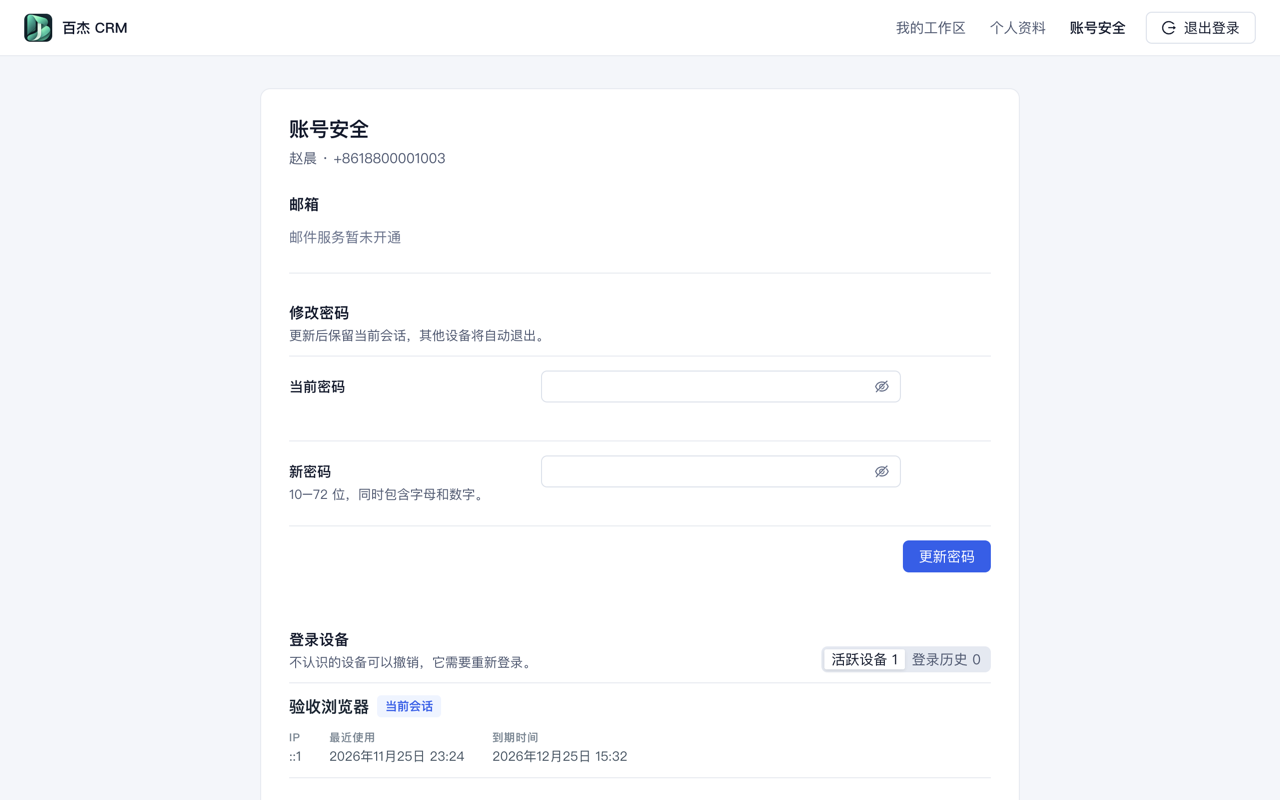 百杰 CRM
我的工作区
个人资料
账号安全
退出登录
账号安全
赵晨 · +8618800001003
邮箱
邮件服务暂未开通
修改密码
更新后保留当前会话，其他设备将自动退出。
当前密码
新密码
10–72 位，同时包含字母和数字。
更新密码
登录设备
不认识的设备可以撤销，它需要重新登录。
活跃设备 1
登录历史 0
验收浏览器 当前会话
IP 最近使用 到期时间
::1 2026年11月25日 23:24 2026年12月25日 15:32